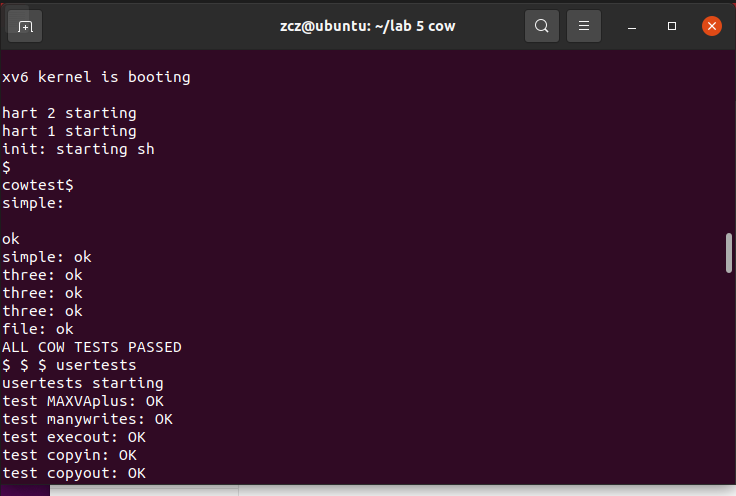 zcz@ubuntu: ~/lab 5 cow
xv6 kernel is booting
hart 2 starting
hart 1 starting
init: starting sh
$
cowtest$
simple:
ok
simple: ok
three: ok
three: ok
three: ok
file: ok
ALL COW TESTS PASSED
$ $ $ usertests
usertests starting
test MAXVAplus: OK
test manywrites: OK
test execout: OK
test copyin: OK
test copyout: OK